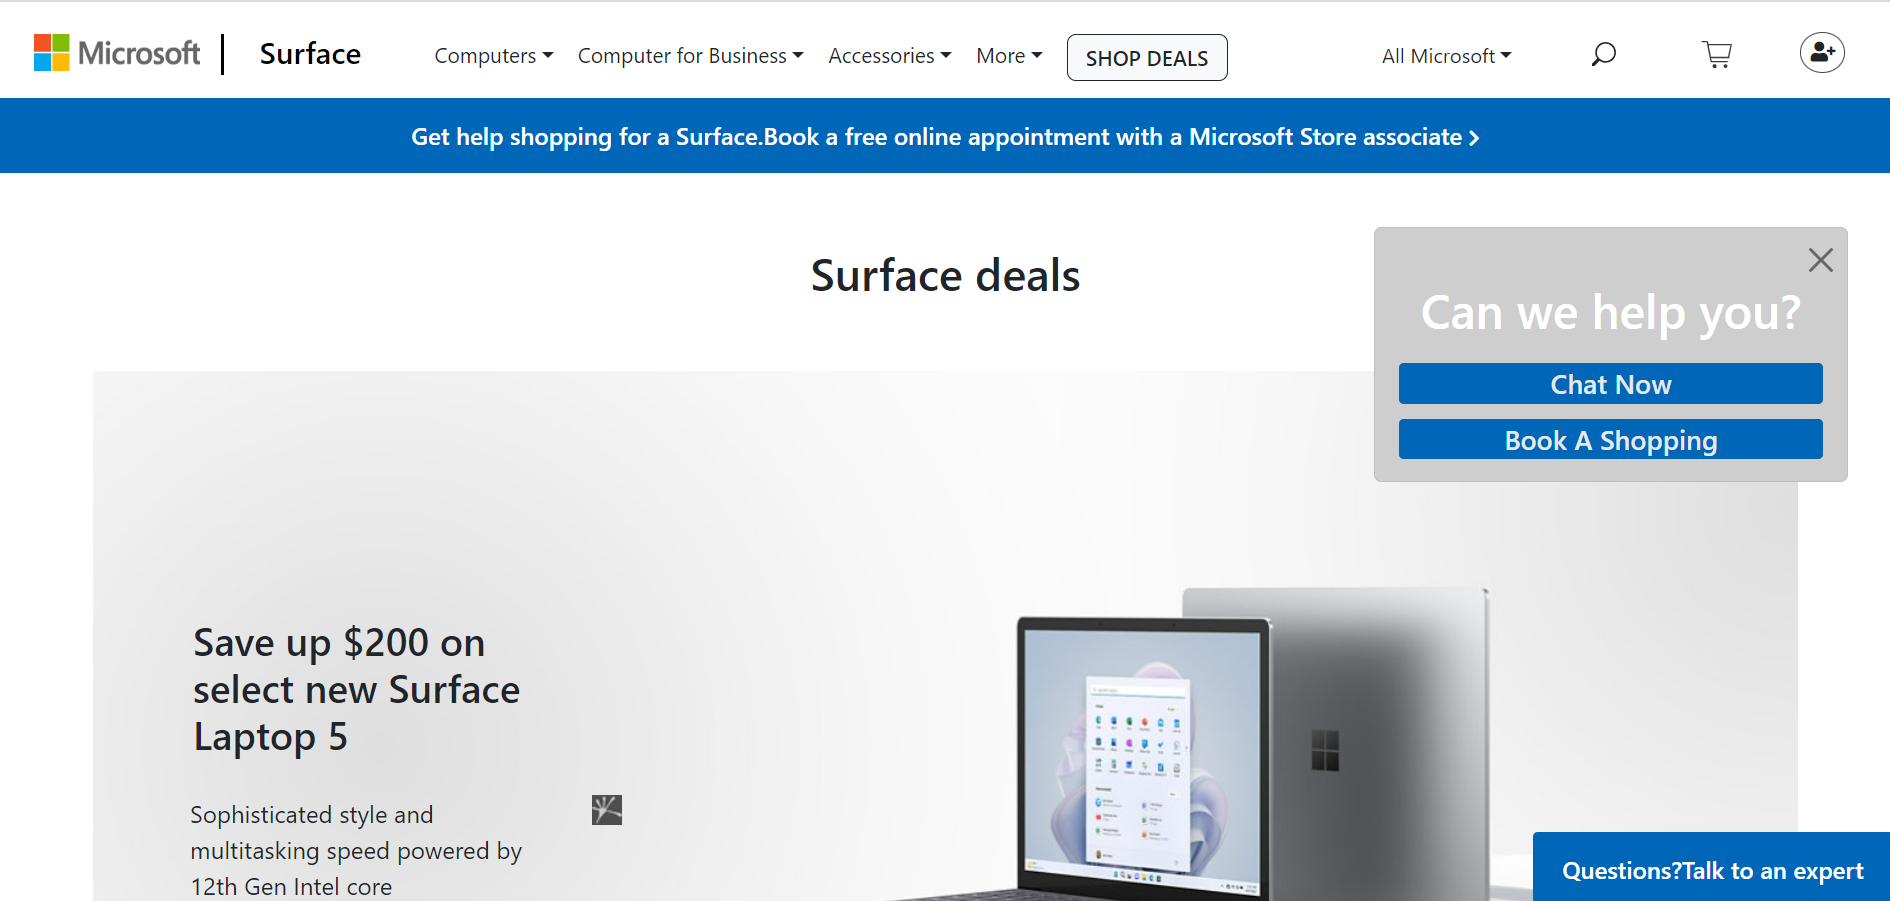 Microsoft
Surface
Computers
Computer for Business
Accessories
More
SHOP DEALS
All Microsoft
Get help shopping for a Surface.Book a free online appointment with a Microsoft Store associate
Surface deals
Can we help you?
Chat Now
Book A Shopping
Save up $200 on
select new Surface
Laptop 5
Sophisticated style and
multitasking speed powered by
12th Gen Intel core
Questions?Talk to an expert